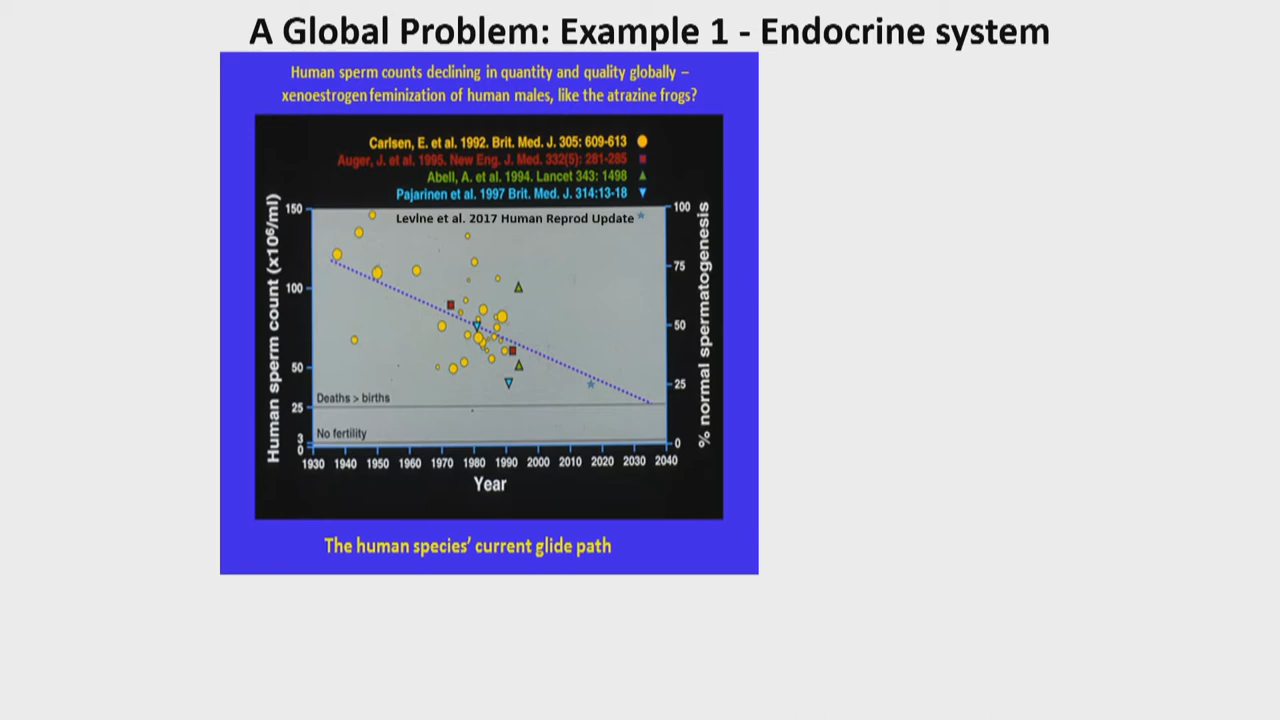 A Global Problem: Example 1 - Endocrine system
Human sperm counts declining in quantity and quality globally –
xenoestrogen feminization of human males, like the atrazine frogs?
Carlsen, E. et al. 1992. Brit. Med. J. 305: 609-613
Auger, J. et al. 1995. New Eng. J. Med. 332(5): 281-285
Abell, A. et al. 1994. Lancet 343: 1498
Pajarinen et al. 1997 Brit. Med. J. 314:13-18
Levine et al. 2017 Human Reprod Update
Human sperm count (x10⁶/ml)
150
100
50
25
3
0
Deaths > births
No fertility
100
75
50
25
0
% normal spermatogenesis
1930 1940 1950 1960 1970 1980 1990 2000 2010 2020 2030 2040
Year
The human species' current glide path